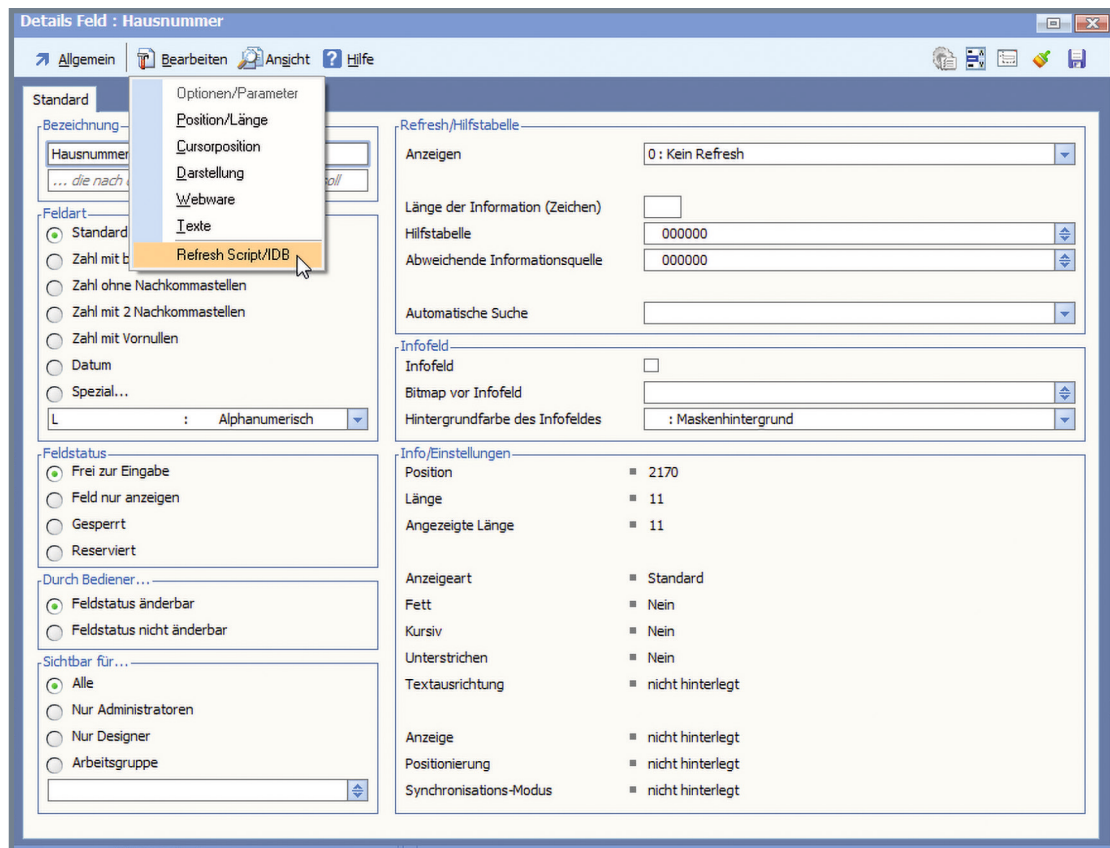 Details Feld : Hausnummer
Allgemein Bearbeiten Ansicht Hilfe
Standard
Optionen/Parameter
Position/Länge
Cursorposition
Darstellung
Webware
Texte
Refresh Script/IDB
Bezeichnung
Hausnummer
... die nach soll
Feldart
Standard
Zahl mit
Zahl ohne Nachkommastellen
Zahl mit 2 Nachkommastellen
Zahl mit Vornullen
Datum
Spezial...
L : Alphanumerisch
Feldstatus
Frei zur Eingabe
Feld nur anzeigen
Gesperrt
Reserviert
Durch Bediener...
Feldstatus änderbar
Feldstatus nicht änderbar
Sichtbar für...
Alle
Nur Administratoren
Nur Designer
Arbeitsgruppe
Refresh/Hilfstabelle
Anzeigen 0 : Kein Refresh
Länge der Information (Zeichen)
Hilfstabelle 000000
Abweichende Informationsquelle 000000
Automatische Suche
Infofeld
Infofeld
Bitmap vor Infofeld
Hintergrundfarbe des Infofeldes : Maskenhintergrund
Info/Einstellungen
Position 2170
Länge 11
Angezeigte Länge 11
Anzeigeart Standard
Fett Nein
Kursiv Nein
Unterstrichen Nein
Textausrichtung nicht hinterlegt
Anzeige nicht hinterlegt
Positionierung nicht hinterlegt
Synchronisations-Modus nicht hinterlegt